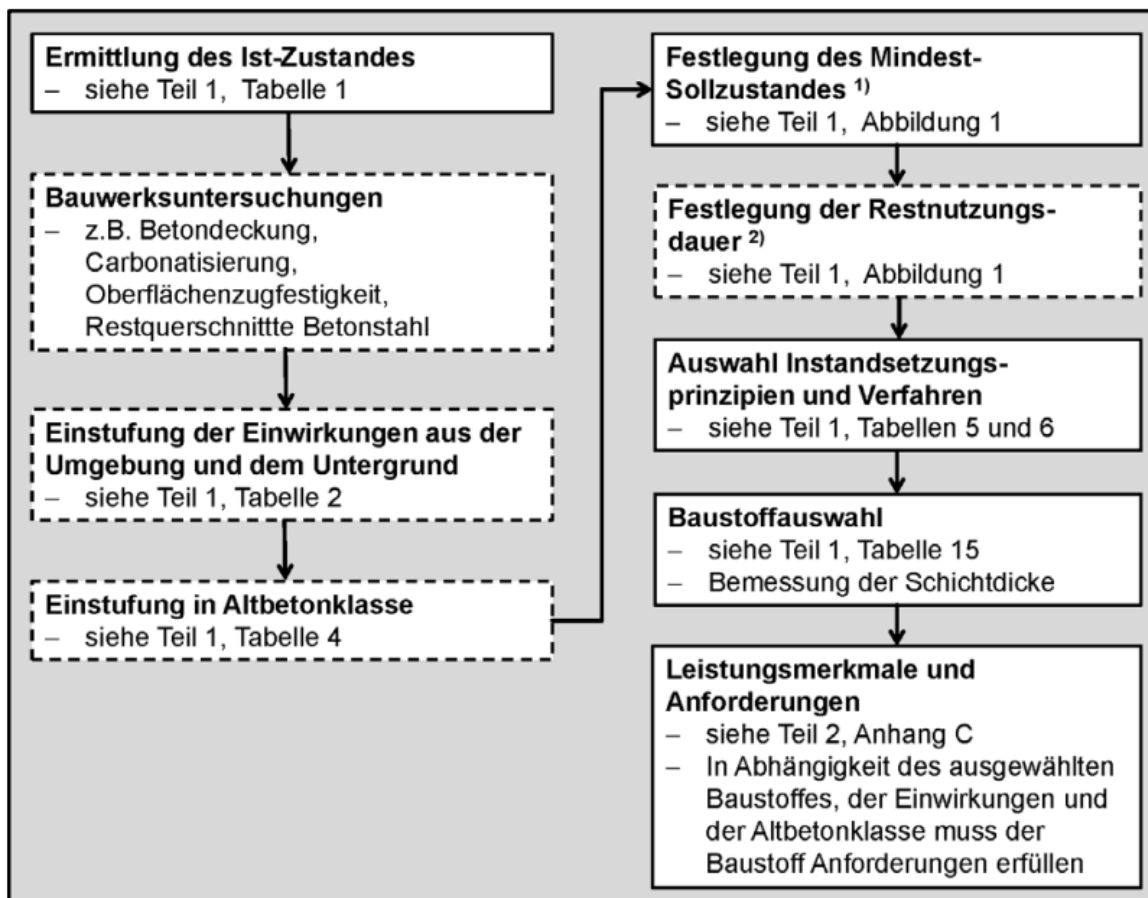 Ermittlung des Ist-Zustandes
– siehe Teil 1, Tabelle 1
Bauwerksuntersuchungen
– z.B. Betondeckung,
Carbonatisierung,
Oberflächenzugfestigkeit,
Restquerschnittte Betonstahl
Einstufung der Einwirkungen aus der
Umgebung und dem Untergrund
– siehe Teil 1, Tabelle 2
Einstufung in Altbetonklasse
– siehe Teil 1, Tabelle 4
Festlegung des Mindest-
Sollzustandes 1)
– siehe Teil 1, Abbildung 1
Festlegung der Restnutzungs-
dauer 2)
– siehe Teil 1, Abbildung 1
Auswahl Instandsetzungs-
prinzipien und Verfahren
– siehe Teil 1, Tabellen 5 und 6
Baustoffauswahl
– siehe Teil 1, Tabelle 15
– Bemessung der Schichtdicke
Leistungsmerkmale und
Anforderungen
– siehe Teil 2, Anhang C
– In Abhängigkeit des ausgewählten
Baustoffes, der Einwirkungen und
der Altbetonklasse muss der
Baustoff Anforderungen erfüllen